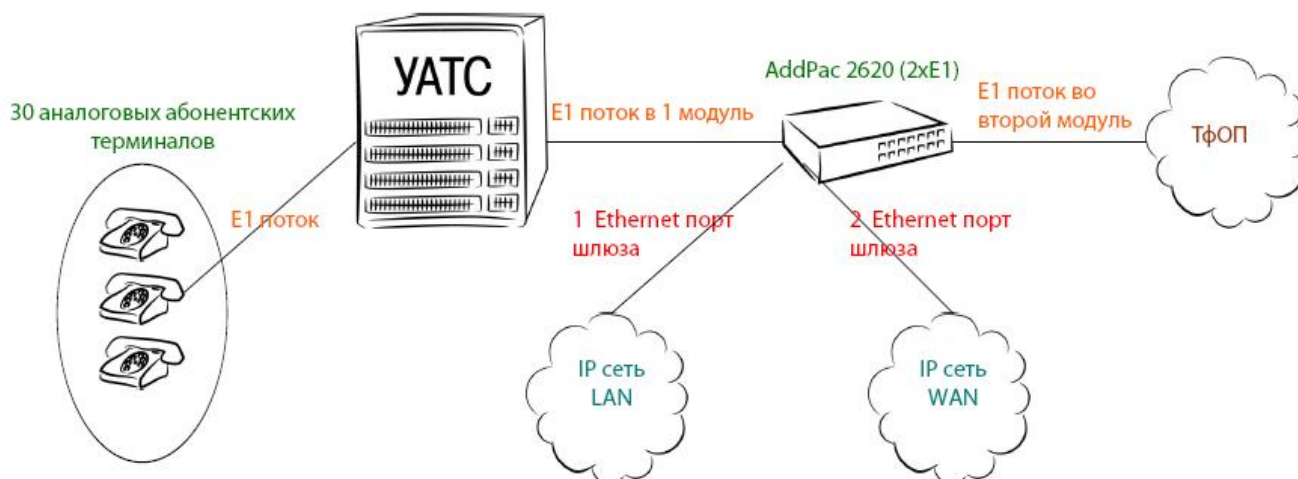 УАТС
AddPac 2620 (2xE1)
30 аналоговых абонентских
терминалов
E1 поток в 1 модуль
E1 поток во
второй модуль
ТфОП
E1 поток
1 Ethernet порт
шлюза
2 Ethernet порт
шлюза
IP сеть
LAN
IP сеть
WAN